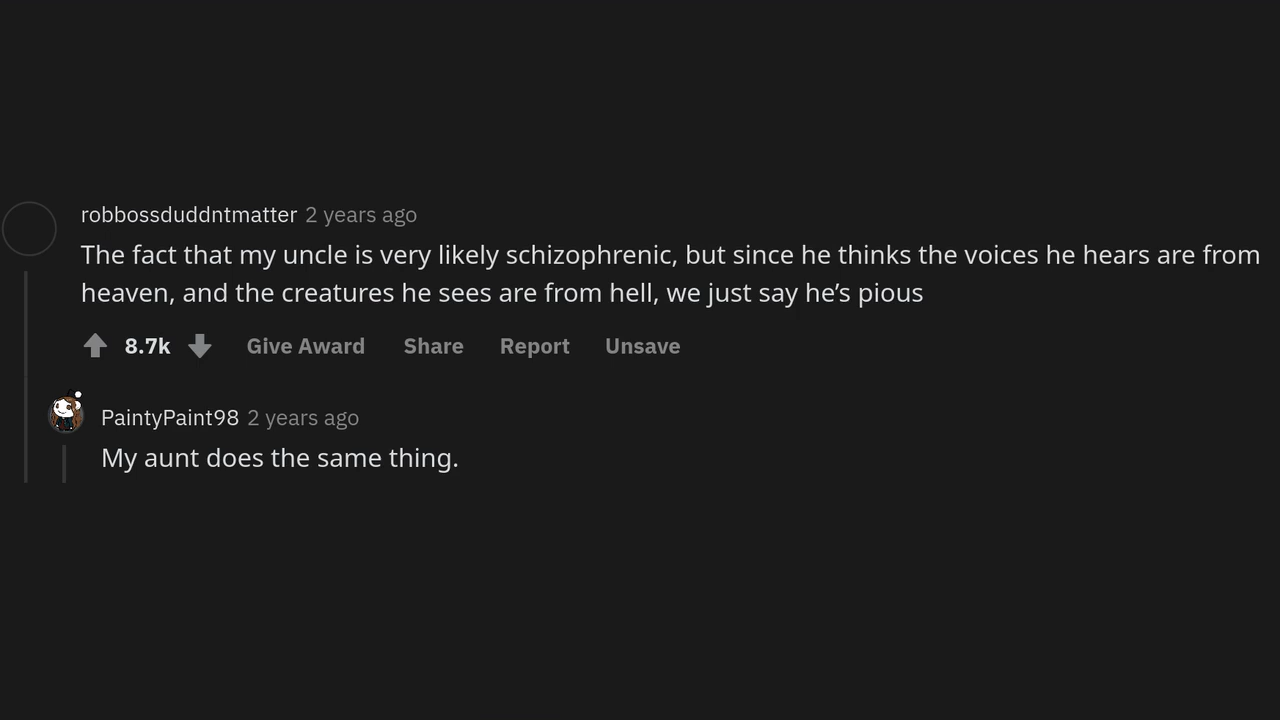 robbossduddntmatter 2 years ago
The fact that my uncle is very likely schizophrenic, but since he thinks the voices he hears are from
heaven, and the creatures he sees are from hell, we just say he’s pious
8.7k Give Award Share Report Unsave
PaintyPaint98 2 years ago
My aunt does the same thing.